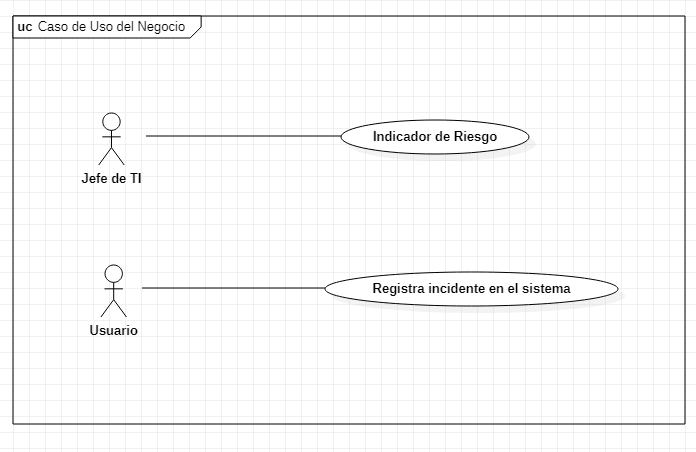 uc Caso de Uso del Negocio
Indicador de Riesgo
Jefe de TI
Registra incidente en el sistema
Usuario